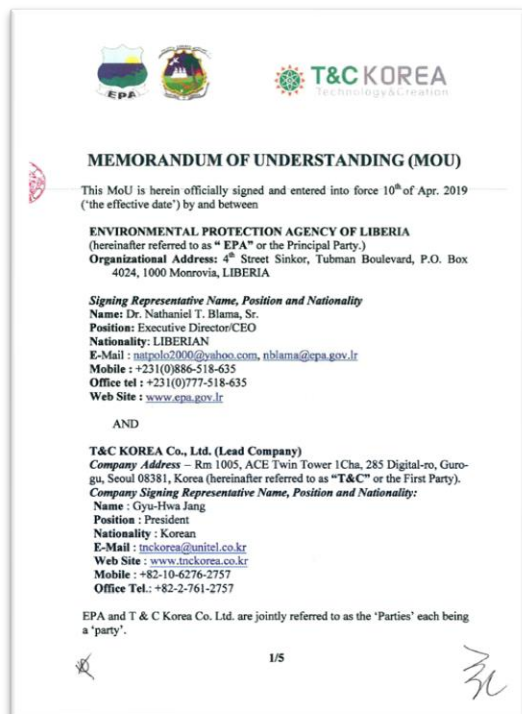 EPA
T&C KOREA
Technology&Creation
MEMORANDUM OF UNDERSTANDING (MOU)
This MoU is herein officially signed and entered into force 10th of Apr. 2019
('the effective date') by and between
ENVIRONMENTAL PROTECTION AGENCY OF LIBERIA
(hereinafter referred to as " EPA" or the Principal Party.)
Organizational Address: 4th Street Sinkor, Tubman Boulevard, P.O. Box
4024, 1000 Monrovia, LIBERIA
Signing Representative Name, Position and Nationality
Name: Dr. Nathaniel T. Blama, Sr.
Position: Executive Director/CEO
Nationality: LIBERIAN
E-Mail : natpolo2000@yahoo.com, nblama@epa.gov.lr
Mobile : +231(0)886-518-635
Office tel : +231(0)777-518-635
Web Site : www.epa.gov.lr
AND
T&C KOREA Co., Ltd. (Lead Company)
Company Address – Rm 1005, ACE Twin Tower 1Cha, 285 Digital-ro, Guro-
gu, Seoul 08381, Korea (hereinafter referred to as "T&C" or the First Party).
Company Signing Representative Name, Position and Nationality:
Name : Gyu-Hwa Jang
Position : President
Nationality : Korean
E-Mail : tnckorea@unitel.co.kr
Web Site : www.tnckorea.co.kr
Mobile : +82-10-6276-2757
Office Tel.: +82-2-761-2757
EPA and T & C Korea Co. Ltd. are jointly referred to as the 'Parties' each being
a 'party'.
1/5